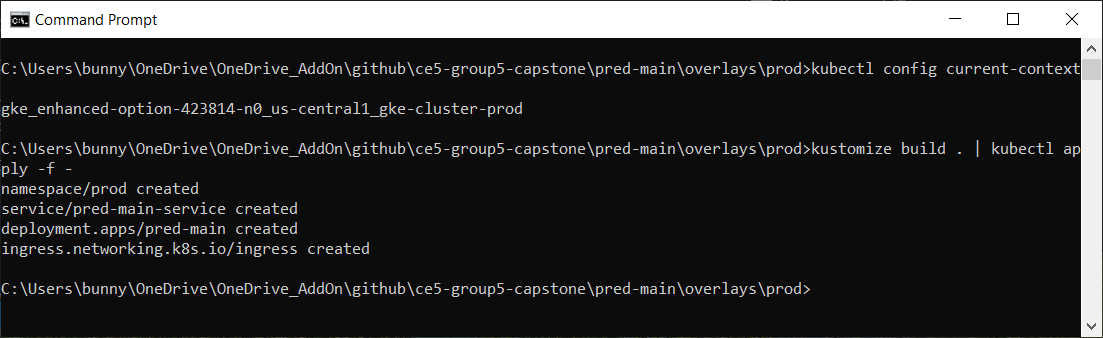 Command Prompt
C:\Users\bunny\OneDrive\OneDrive_AddOn\github\ce5-group5-capstone\pred-main\overlays\prod>kubectl config current-context
gke_enhanced-option-423814-n0_us-central1_gke-cluster-prod
C:\Users\bunny\OneDrive\OneDrive_AddOn\github\ce5-group5-capstone\pred-main\overlays\prod>kustomize build . | kubectl ap
ply -f -
namespace/prod created
service/pred-main-service created
deployment.apps/pred-main created
ingress.networking.k8s.io/ingress created
C:\Users\bunny\OneDrive\OneDrive_AddOn\github\ce5-group5-capstone\pred-main\overlays\prod>